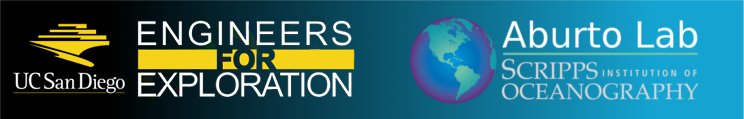 UC San Diego
ENGINEERS
FOR
EXPLORATION
Aburto Lab
SCRIPPS INSTITUTION OF
OCEANOGRAPHY